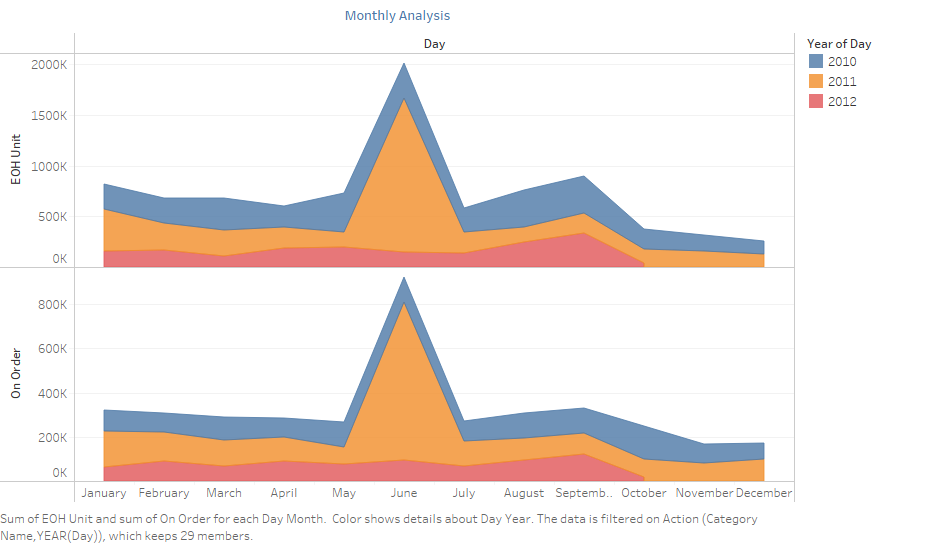 Monthly Analysis
Day
Year of Day
2010
2011
2012
EOH Unit
2000K
1500K
1000K
500K
0K
On Order
800K
600K
400K
200K
0K
January February March April May June July August Septemb.. October November December
Sum of EOH Unit and sum of On Order for each Day Month. Color shows details about Day Year. The data is filtered on Action (Category
Name,YEAR(Day)), which keeps 29 members.